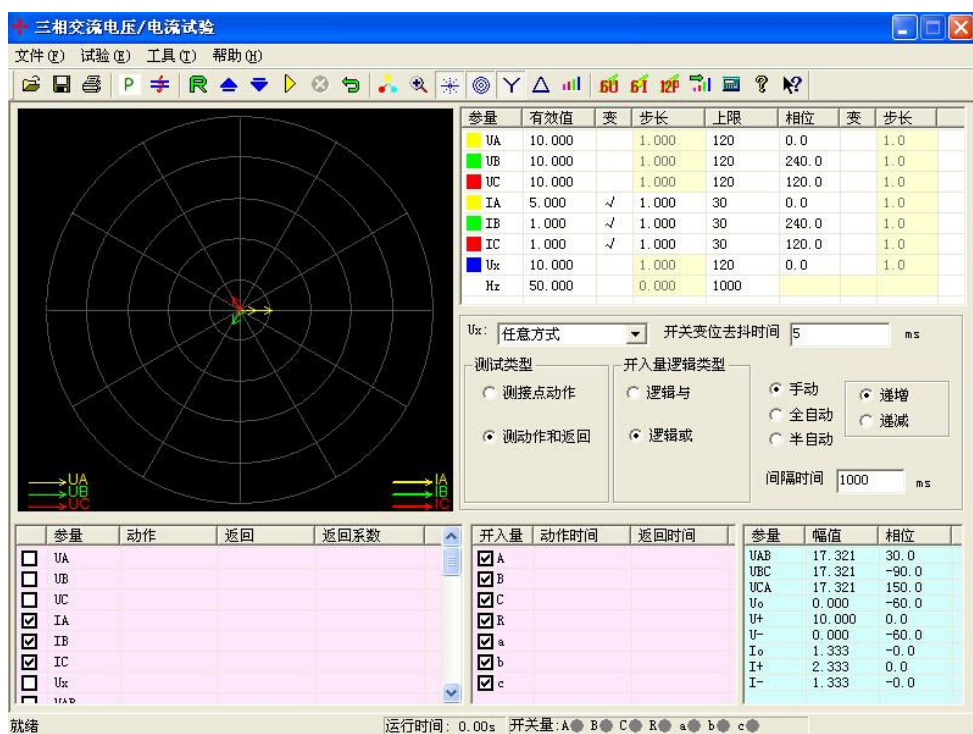 三相交流电压/电流试验
文件(F) 试验(E) 工具(T) 帮助(H)
P R 6U 6I 12P
参量 有效值 变 步长 上限 相位 变 步长
UA 10.000 1.000 120 0.0 1.0
UB 10.000 1.000 120 240.0 1.0
UC 10.000 1.000 120 120.0 1.0
IA 5.000 √ 1.000 30 0.0 1.0
IB 1.000 √ 1.000 30 240.0 1.0
IC 1.000 √ 1.000 30 120.0 1.0
Ux 10.000 1.000 120 0.0 1.0
Hz 50.000 0.000 1000
Ux: 任意方式 开关变位去抖时间 5 ms
测试类型 开入量逻辑类型
测接点动作 逻辑与 手动 递增
全自动 递减
测动作和返回 逻辑或 半自动
间隔时间 1000 ms
UA IA
UB IB
UC IC
参量 动作 返回 返回系数
UA
UB
UC
IA
IB
IC
Ux
UAB
开入量 动作时间 返回时间
A
B
C
R
a
b
c
参量 幅值 相位
UAB 17.321 30.0
UBC 17.321 -90.0
UCA 17.321 150.0
Uo 0.000 -60.0
U+ 10.000 0.0
U- 0.000 -60.0
Io 1.333 -0.0
I+ 2.333 0.0
I- 1.333 -0.0
就绪 运行时间: 0.00s 开关量:A B C R a b c